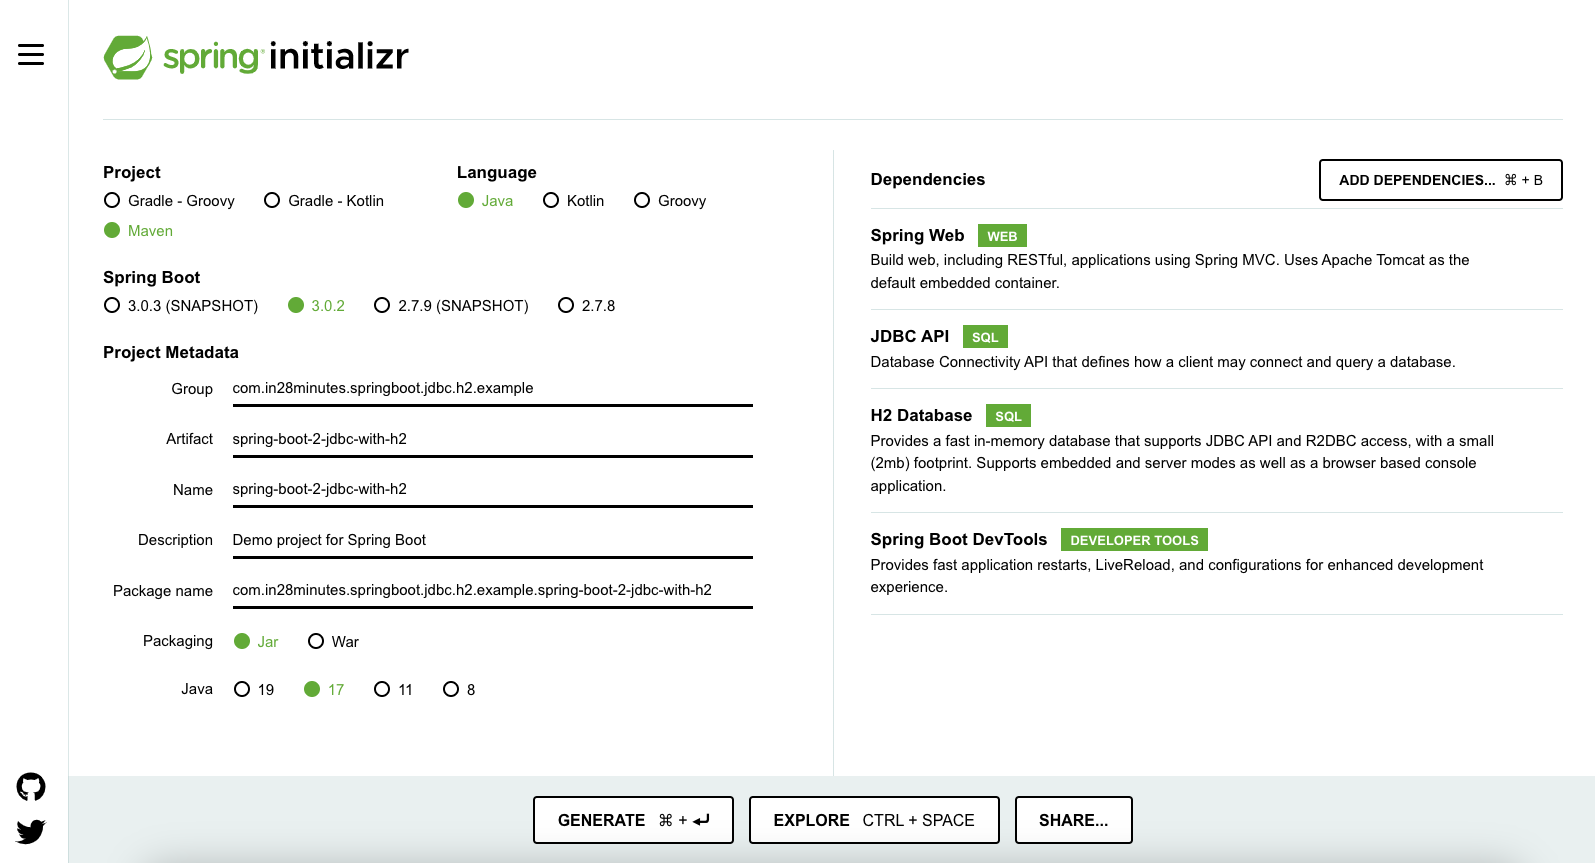 spring initializr
Project
Gradle - Groovy Gradle - Kotlin
Maven
Language
Java Kotlin Groovy
Spring Boot
3.0.3 (SNAPSHOT) 3.0.2 2.7.9 (SNAPSHOT) 2.7.8
Project Metadata
Group com.in28minutes.springboot.jdbc.h2.example
Artifact spring-boot-2-jdbc-with-h2
Name spring-boot-2-jdbc-with-h2
Description Demo project for Spring Boot
Package name com.in28minutes.springboot.jdbc.h2.example.spring-boot-2-jdbc-with-h2
Packaging Jar War
Java 19 17 11 8
Dependencies ADD DEPENDENCIES... ⌘ + B
Spring Web WEB
Build web, including RESTful, applications using Spring MVC. Uses Apache Tomcat as the
default embedded container.
JDBC API SQL
Database Connectivity API that defines how a client may connect and query a database.
H2 Database SQL
Provides a fast in-memory database that supports JDBC API and R2DBC access, with a small
(2mb) footprint. Supports embedded and server modes as well as a browser based console
application.
Spring Boot DevTools DEVELOPER TOOLS
Provides fast application restarts, LiveReload, and configurations for enhanced development
experience.
GENERATE ⌘ + ↵ EXPLORE CTRL + SPACE SHARE...